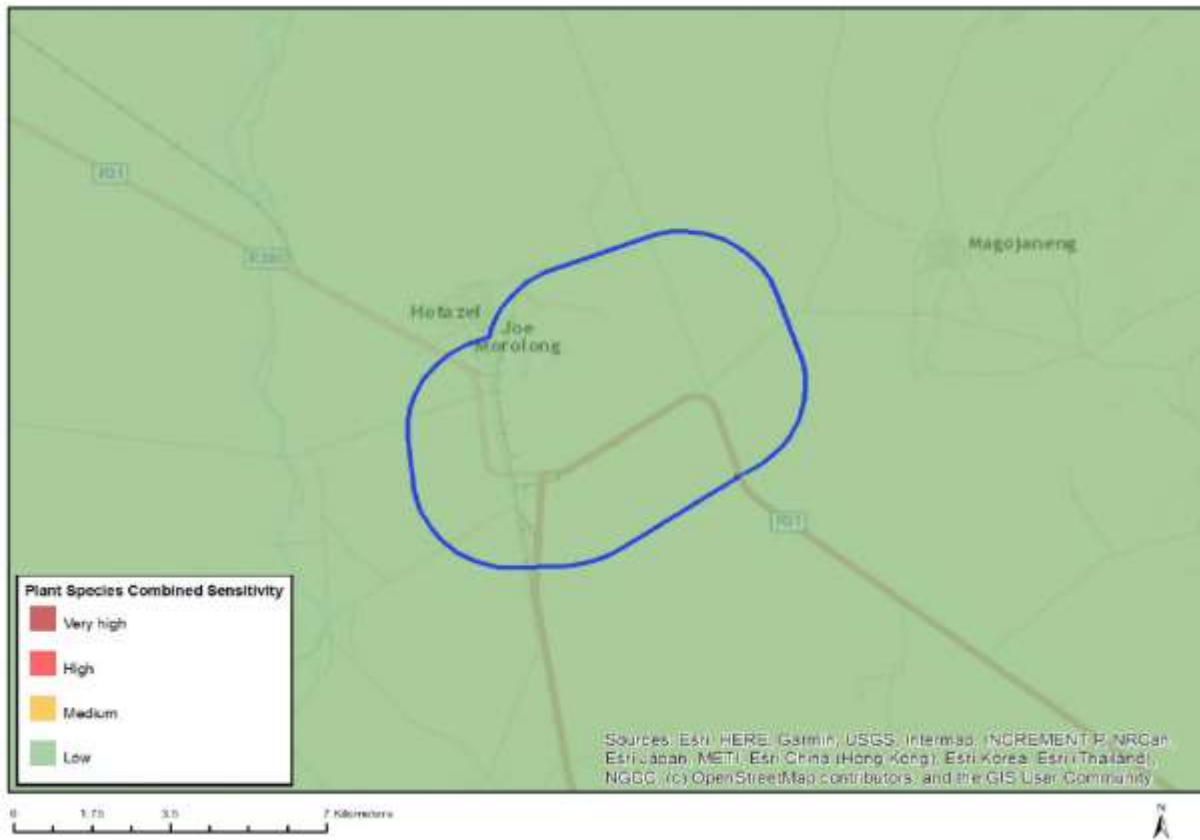 Magojaneng
Hotazel
Joe
Morolong
R31
Plant Species Combined Sensitivity
Very high
High
Medium
Low
Sources: Esri, HERE, Garmin, USGS, Intermap, INCREMENT P, NRCan,
Esri Japan, METI, Esri China (Hong Kong), Esri Korea, Esri (Thailand),
NGCC, (c) OpenStreetMap contributors, and the GIS User Community
0 1.75 3.5 7 Kilometers
N